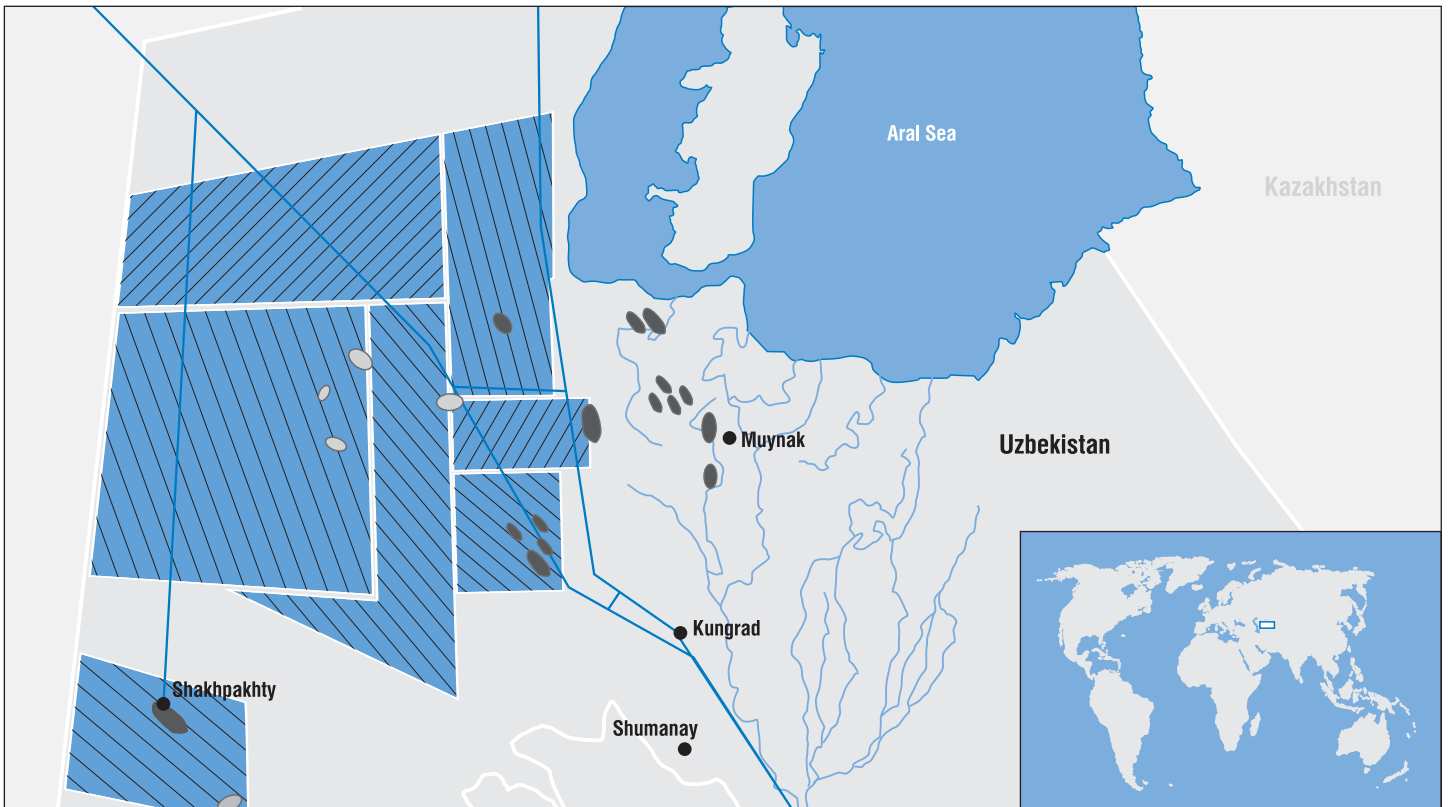 Aral Sea
Kazakhstan
Muynak
Uzbekistan
Kungrad
Shakhpakhty
Shumanay